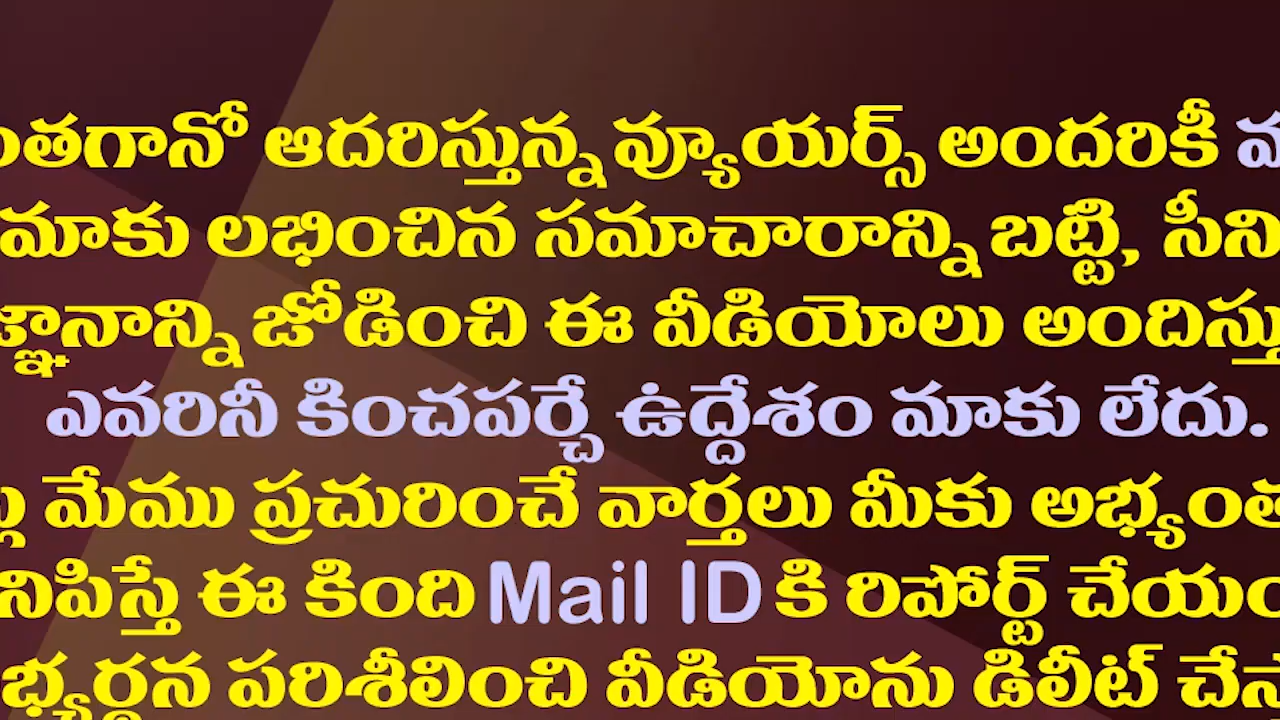 ంతగానో ఆదరిస్తున్న వ్యూయర్స్ అందరికీ
మాకు లభించిన సమాచారాన్ని బట్టి, సీని
జ్ఞానాన్ని జోడించి ఈ వీడియోలు అందిస్తు
ఎవరినీ కించపర్చే ఉద్దేశం మాకు లేదు.
మేము ప్రచురించే వార్తలు మీకు అభ్యంత
నిపిస్తే ఈ కింది Mail ID కి రిపోర్ట్ చేయం
భ్యర్థన పరిశీలించి వీడియోను డిలీట్ చేస